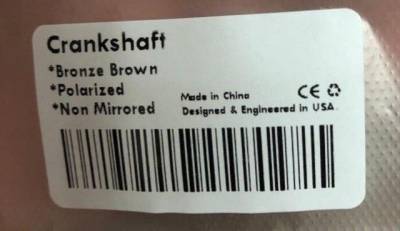 Crankshaft
*Bronze Brown
*Polarized
*Non Mirrored
Made in China CE
Designed & Engineered in USA.